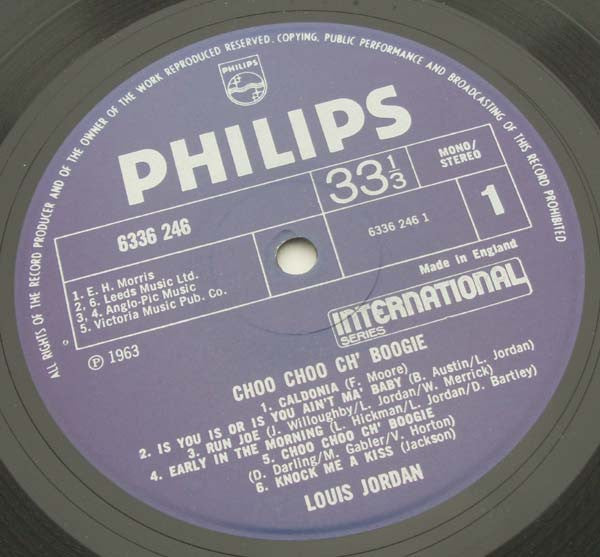 ALL RIGHTS OF THE RECORD PRODUCER AND OF THE OWNER OF THE WORK REPRODUCED RESERVED. COPYING, PUBLIC PERFORMANCE AND BROADCASTING OF THIS RECORD PROHIBITED
PHILIPS
PHILIPS
6336 246
33 1/3
MONO/
STEREO
6336 246 1
1
1. E. H. Morris
2. 6. Leeds Music Ltd.
3. 4. Anglo-Pic Music
5. Victoria Music Pub. Co.
Made in England
INTERNATIONAL
SERIES
Ⓟ 1963
CHOO CHOO CH' BOOGIE
1. CALDONIA (F. Moore)
2. IS YOU IS OR IS YOU AIN'T MA' BABY (B. Austin/L. Jordan)
3. RUN JOE (J. Willoughby/L. Jordan/W. Merrick)
4. EARLY IN THE MORNING (L. Hickman/L. Jordan/D. Bartley)
5. CHOO CHOO CH' BOOGIE
(D. Darling/M. Gabler/V. Horton)
6. KNOCK ME A KISS (Jackson)
LOUIS JORDAN